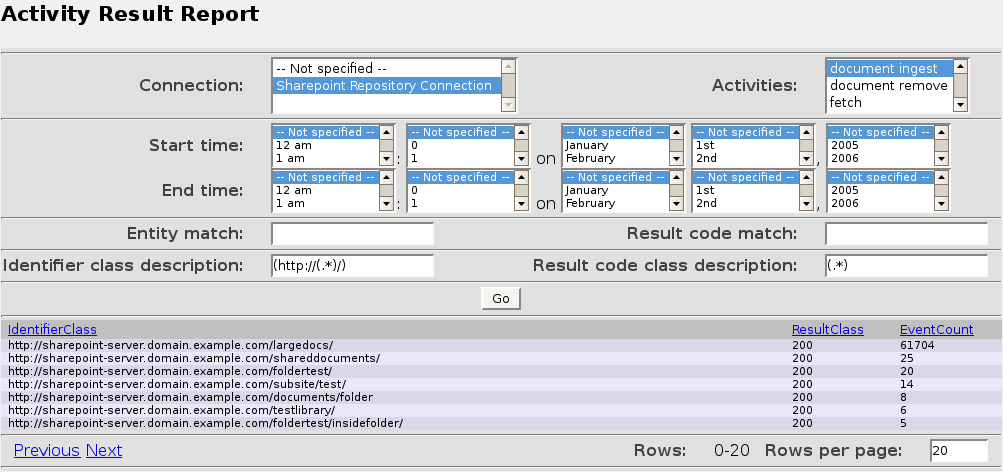 Activity Result Report
Connection: -- Not specified -- Sharepoint Repository Connection Activities: document ingest document remove fetch
Start time: -- Not specified -- 12 am 1 am : -- Not specified -- 0 1 on -- Not specified -- January February -- Not specified -- 1st 2nd , -- Not specified -- 2005 2006
End time: -- Not specified -- 12 am 1 am : -- Not specified -- 0 1 on -- Not specified -- January February -- Not specified -- 1st 2nd , -- Not specified -- 2005 2006
Entity match: Result code match:
Identifier class description: (http://(.*)/) Result code class description: (.*)
Go
IdentifierClass ResultClass EventCount
http://sharepoint-server.domain.example.com/largedocs/ 200 61704
http://sharepoint-server.domain.example.com/shareddocuments/ 200 25
http://sharepoint-server.domain.example.com/foldertest/ 200 20
http://sharepoint-server.domain.example.com/subsite/test/ 200 14
http://sharepoint-server.domain.example.com/documents/folder 200 8
http://sharepoint-server.domain.example.com/testlibrary/ 200 6
http://sharepoint-server.domain.example.com/foldertest/insidefolder/ 200 5
Previous Next Rows: 0-20 Rows per page: 20